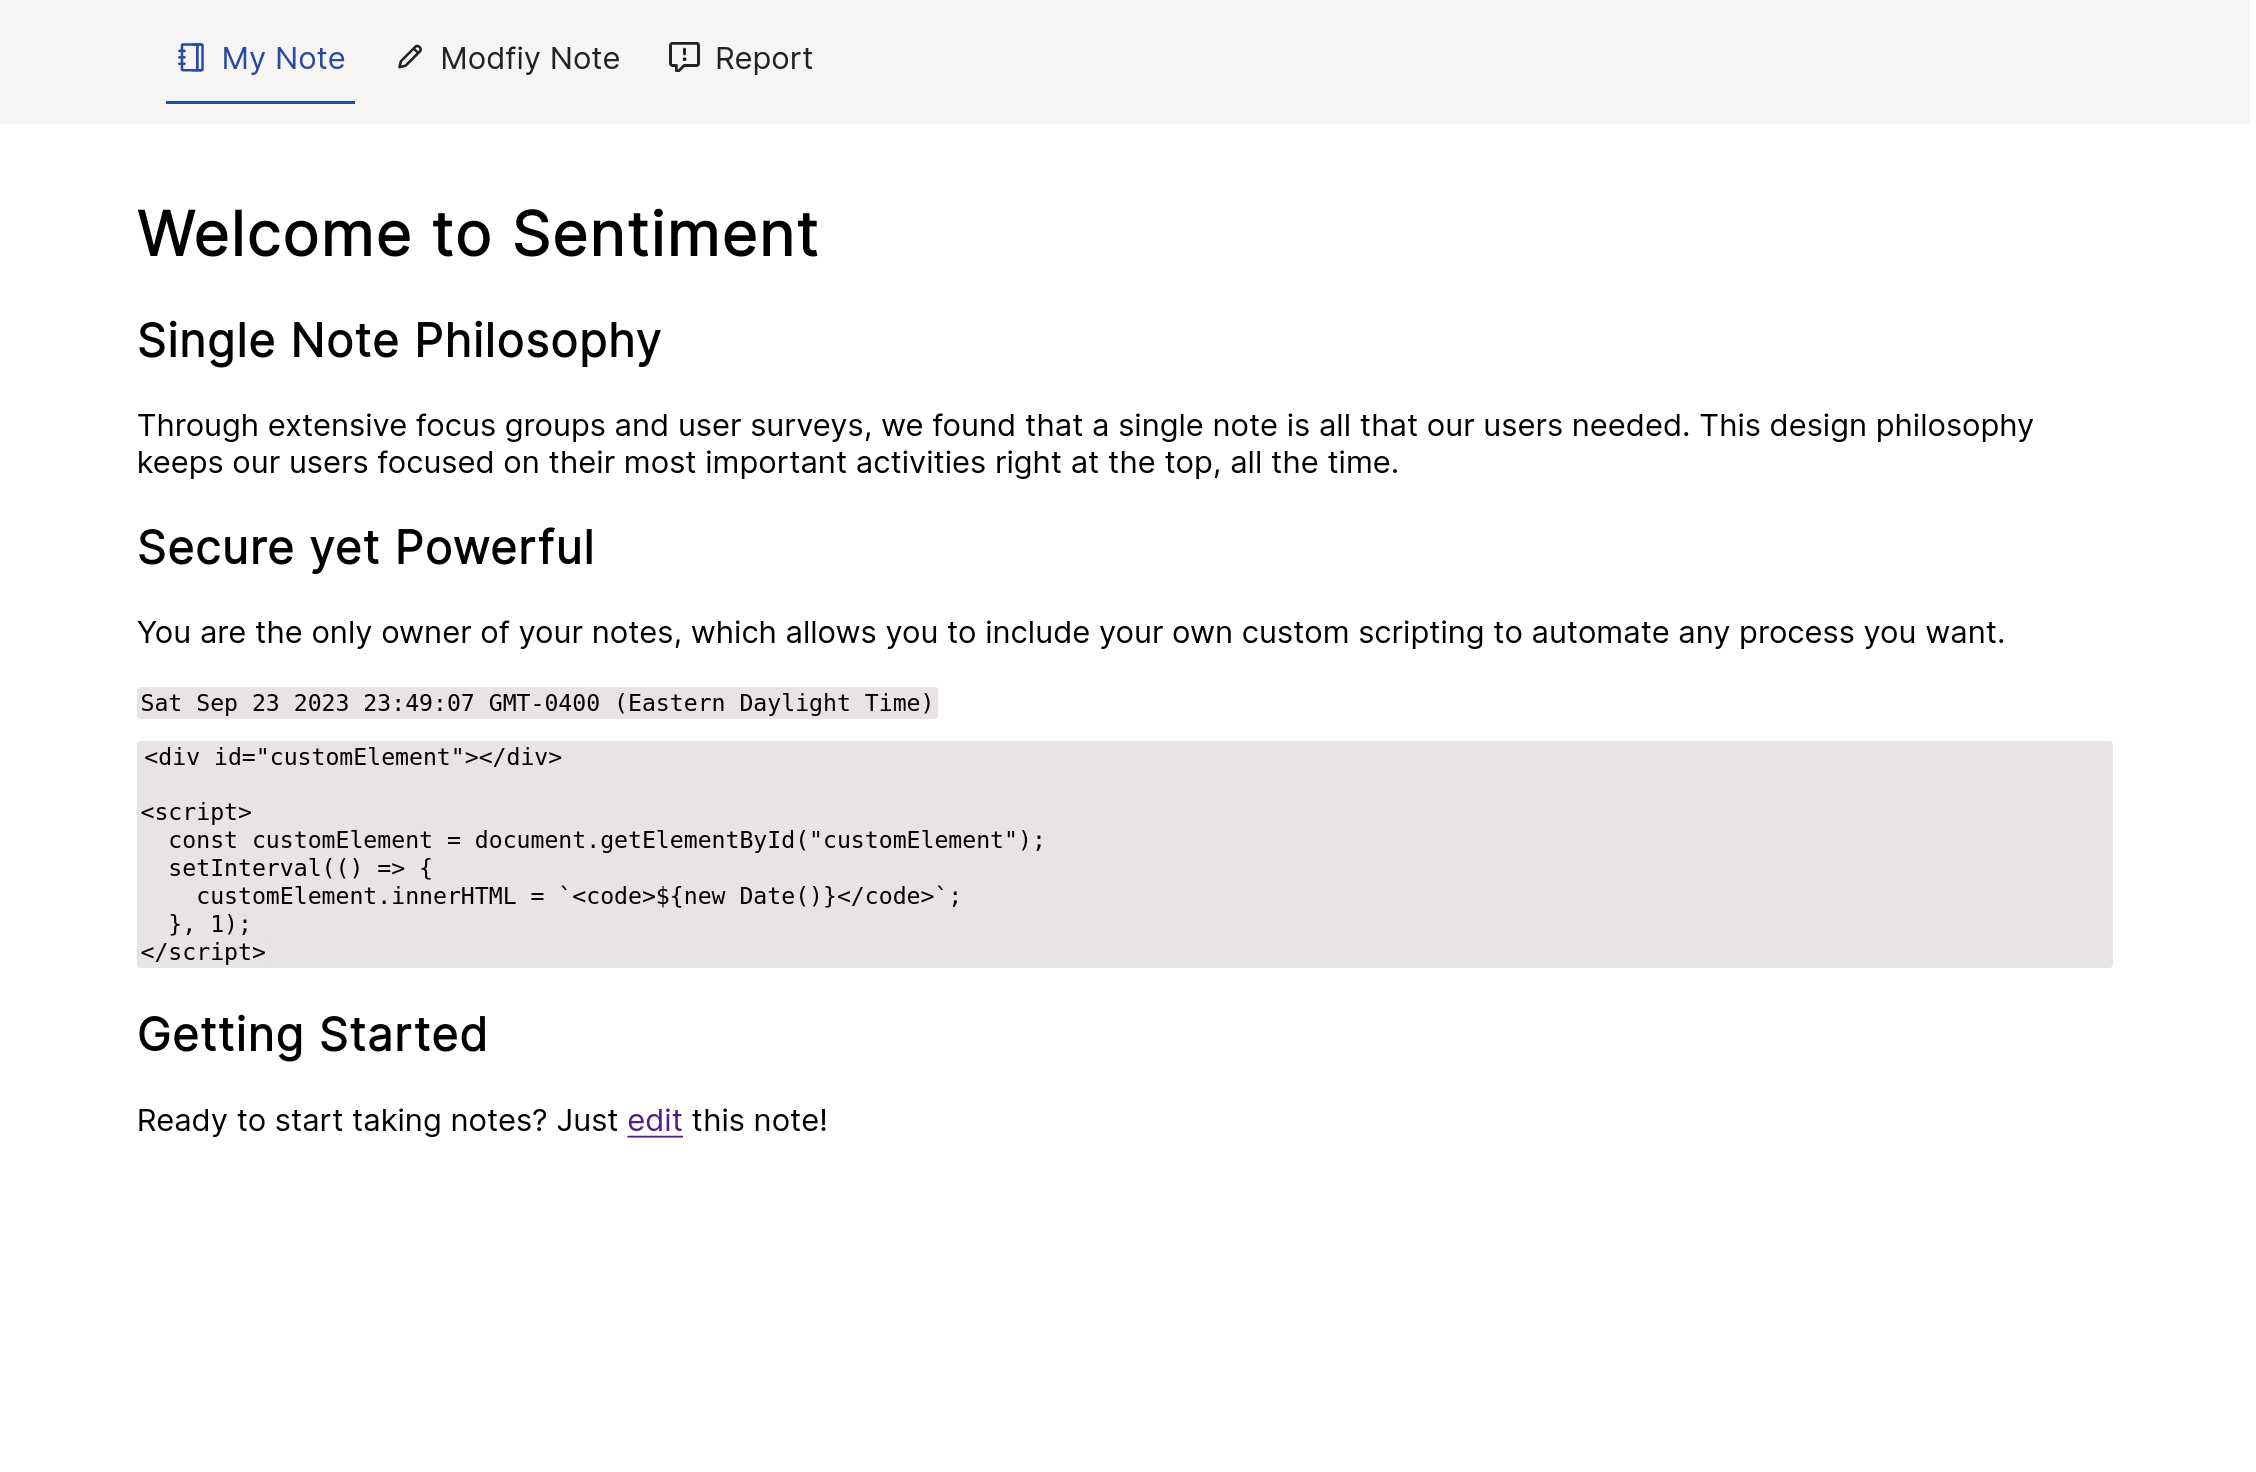 My Note
Modfiy Note
Report
Welcome to Sentiment
Single Note Philosophy
Through extensive focus groups and user surveys, we found that a single note is all that our users needed. This design philosophy
keeps our users focused on their most important activities right at the top, all the time.
Secure yet Powerful
You are the only owner of your notes, which allows you to include your own custom scripting to automate any process you want.
Sat Sep 23 2023 23:49:07 GMT-0400 (Eastern Daylight Time)
<div id="customElement"></div>
<script>
  const customElement = document.getElementById("customElement");
  setInterval(() => {
    customElement.innerHTML = `<code>${new Date()}</code>`;
  }, 1);
</script>
Getting Started
Ready to start taking notes? Just edit this note!